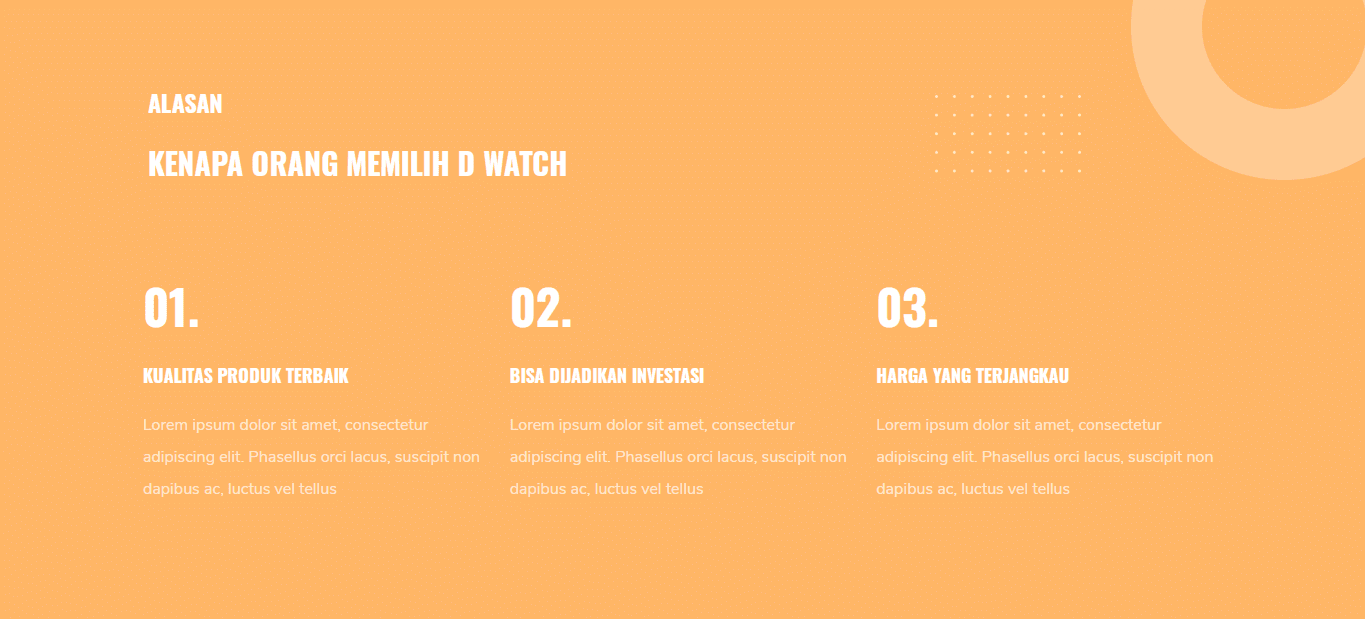 ALASAN
KENAPA ORANG MEMILIH D WATCH
01.
KUALITAS PRODUK TERBAIK
Lorem ipsum dolor sit amet, consectetur
adipiscing elit. Phasellus orci lacus, suscipit non
dapibus ac, luctus vel tellus
02.
BISA DIJADIKAN INVESTASI
Lorem ipsum dolor sit amet, consectetur
adipiscing elit. Phasellus orci lacus, suscipit non
dapibus ac, luctus vel tellus
03.
HARGA YANG TERJANGKAU
Lorem ipsum dolor sit amet, consectetur
adipiscing elit. Phasellus orci lacus, suscipit non
dapibus ac, luctus vel tellus